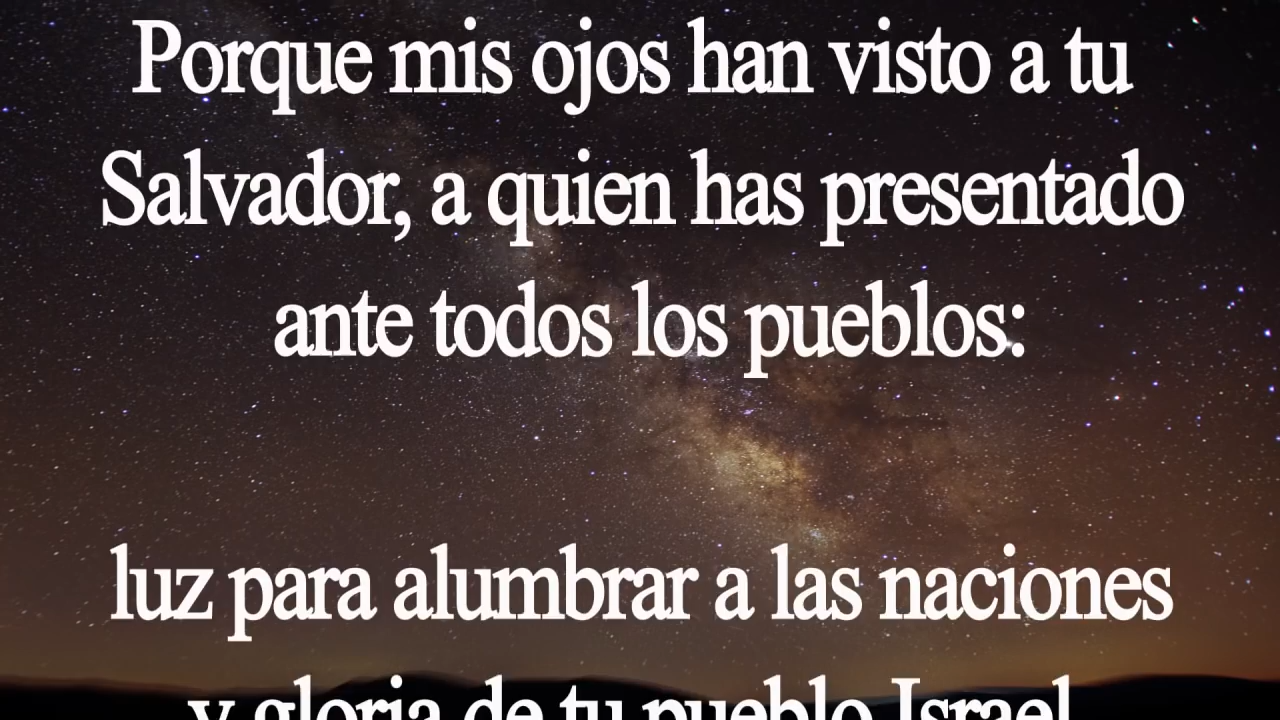 Porque mis ojos han visto a tu
Salvador, a quien has presentado
ante todos los pueblos:
luz para alumbrar a las naciones
y gloria de tu pueblo Israel